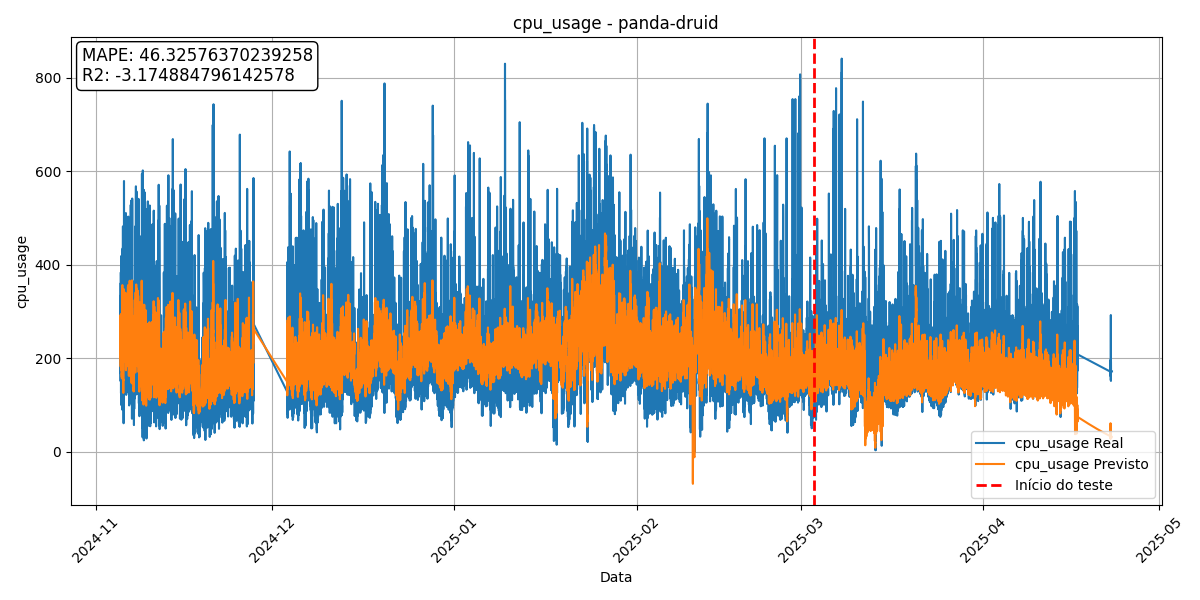 cpu_usage - panda-druid
MAPE: 46.32576370239258
R2: -3.174884796142578
cpu_usage
800
600
400
200
0
cpu_usage Real
cpu_usage Previsto
Início do teste
2024-11
2024-12
2025-01
2025-02
2025-03
2025-04
2025-05
Data